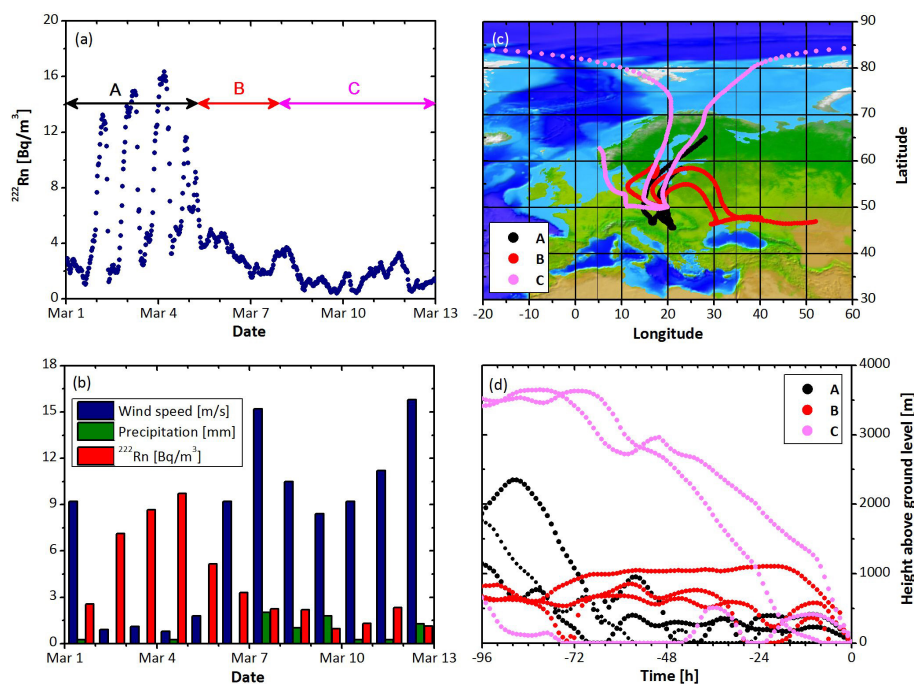 (a)
A
B
C
²²²Rn [Bq/m³]
20
16
12
8
4
0
Mar 1
Mar 4
Mar 7
Mar 10
Mar 13
Date
(c)
A
B
C
90
80
70
60
50
40
30
Latitude
-20
-10
0
10
20
30
40
50
60
Longitude
(b)
Wind speed [m/s]
Precipitation [mm]
²²²Rn [Bq/m³]
18
15
12
9
6
3
0
Mar 1
Mar 4
Mar 7
Mar 10
Mar 13
Date
(d)
A
B
C
4000
3000
2000
1000
0
Height above ground level [m]
-96
-72
-48
-24
0
Time [h]